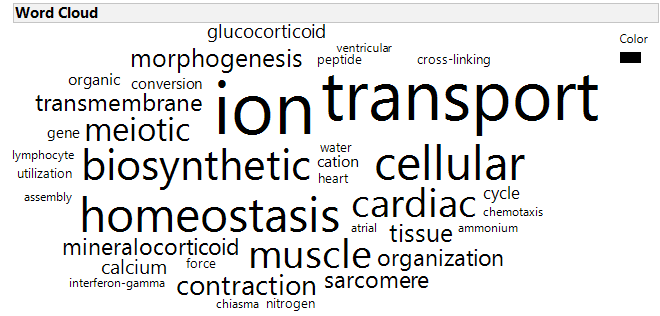 Word Cloud
glucocorticoid
Color
ventricular
morphogenesis
peptide
cross-linking
organic
conversion
ion
transport
transmembrane
gene
meiotic
lymphocyte
biosynthetic
water
cation
heart
cellular
utilization
assembly
homeostasis
cardiac
cycle
chemotaxis
atrial
tissue
ammonium
mineralocorticoid
muscle
organization
calcium
force
interferon-gamma
contraction
sarcomere
chiasma
nitrogen